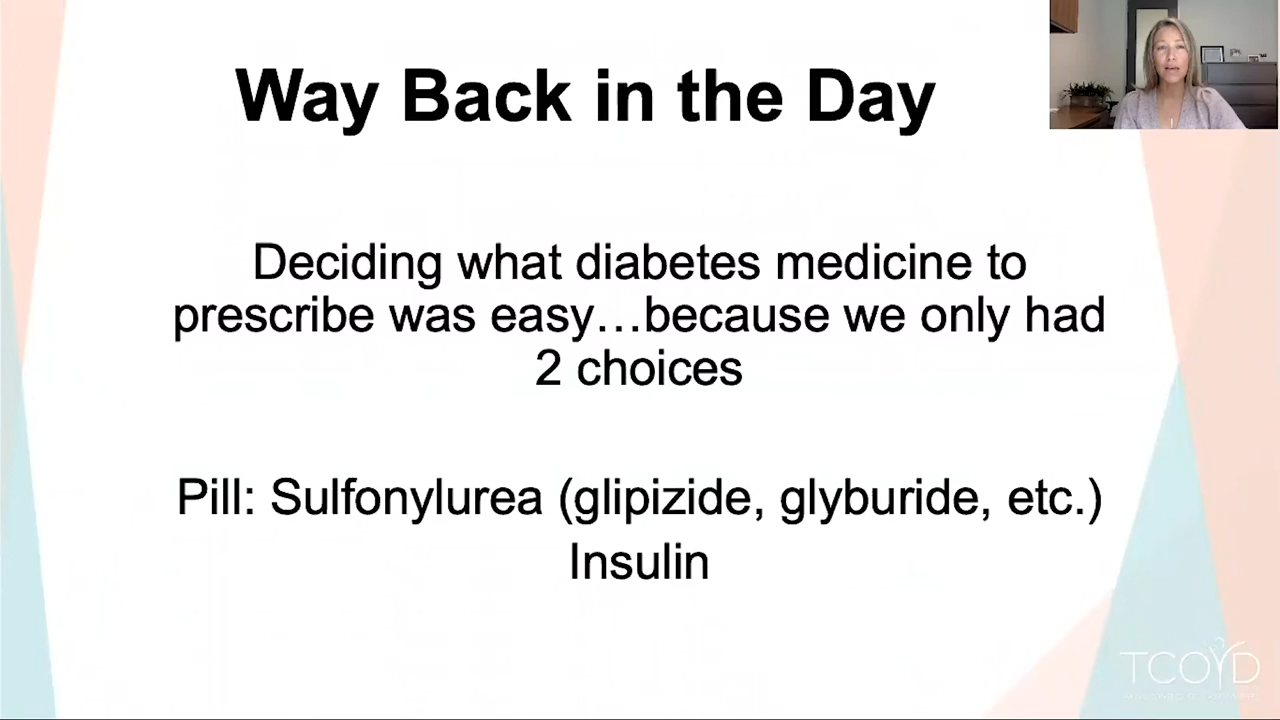 Way Back in the Day
Deciding what diabetes medicine to
prescribe was easy…because we only had
2 choices
Pill: Sulfonylurea (glipizide, glyburide, etc.)
Insulin
TCOYD